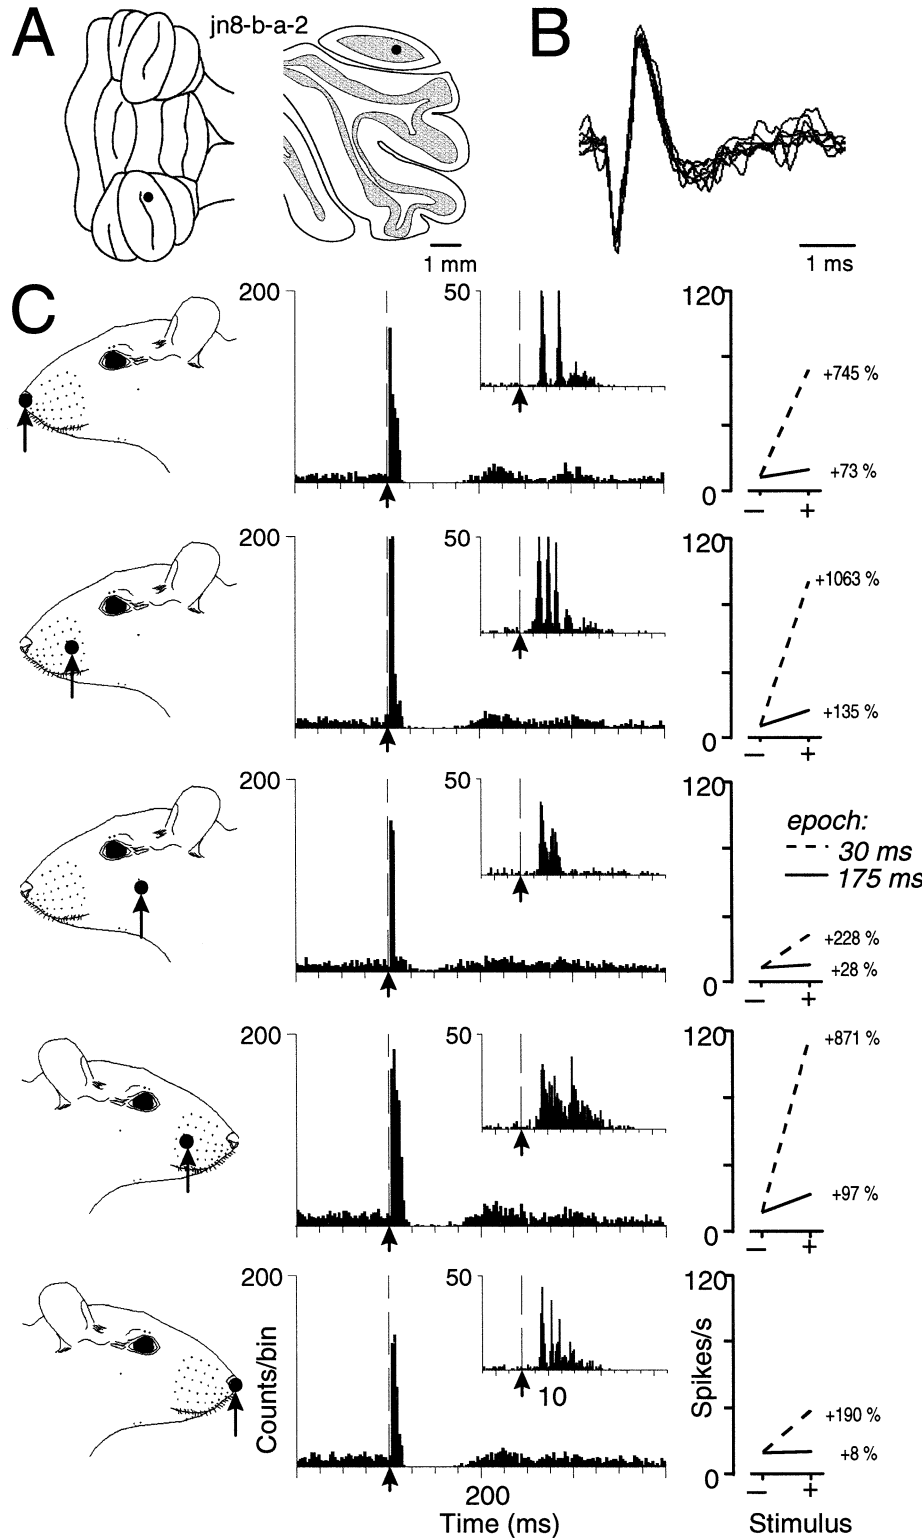 A
jn8-b-a-2
B
1 mm
1 ms
C
200
50
120
+745 %
+73 %
0
— +
200
50
120
+1063 %
+135 %
0
— +
200
50
120
epoch:
30 ms
175 ms
+228 %
+28 %
0
— +
200
50
120
+871 %
+97 %
0
— +
200
50
120
Counts/bin
10
Spikes/s
+190 %
+8 %
0
— +
200
Time (ms)
Stimulus